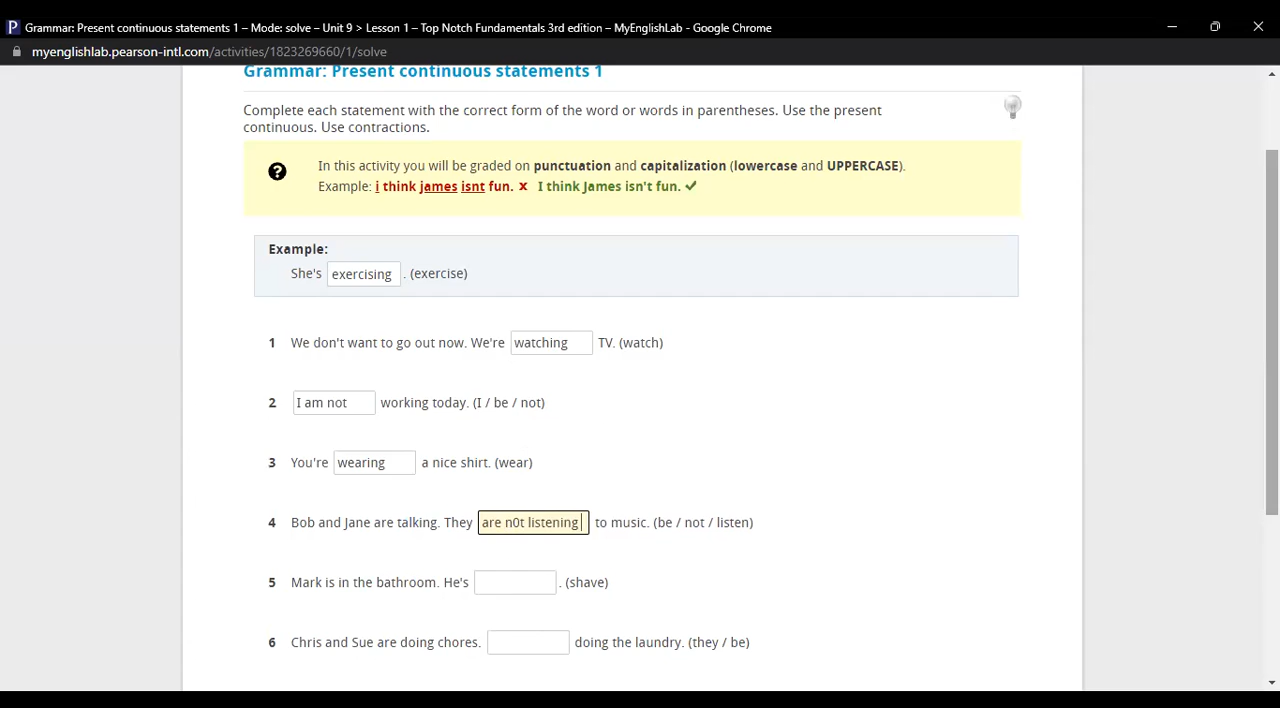 Grammar: Present continuous statements 1 – Mode: solve – Unit 9 > Lesson 1 – Top Notch Fundamentals 3rd edition – MyEnglishLab - Google Chrome
myenglishlab.pearson-intl.com/activities/1823269660/1/solve
Grammar: Present continuous statements 1
Complete each statement with the correct form of the word or words in parentheses. Use the present
continuous. Use contractions.
In this activity you will be graded on punctuation and capitalization (lowercase and UPPERCASE).
Example: i think james isnt fun. x I think James isn't fun. ✔
Example:
She's exercising . (exercise)
1 We don't want to go out now. We're watching TV. (watch)
2 I am not working today. (I / be / not)
3 You're wearing a nice shirt. (wear)
4 Bob and Jane are talking. They are n0t listening to music. (be / not / listen)
5 Mark is in the bathroom. He's . (shave)
6 Chris and Sue are doing chores. doing the laundry. (they / be)